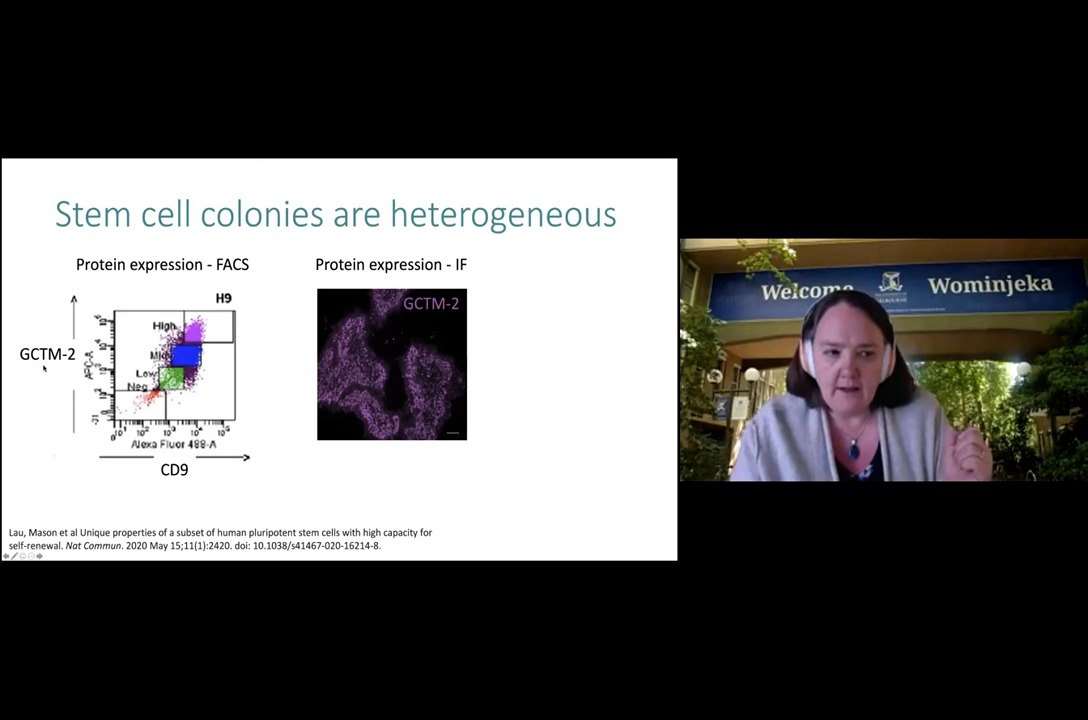 Stem cell colonies are heterogeneous
Protein expression - FACS
Protein expression - IF
H9
High
Mid
Low
Neg
GCTM-2
APC-A
Alexa Fluor 488-A
CD9
GCTM-2
Lau, Mason et al Unique properties of a subset of human pluripotent stem cells with high capacity for
self-renewal. Nat Commun. 2020 May 15;11(1):2420. doi: 10.1038/s41467-020-16214-8.
Welcome
MELBOURNE
Wominjeka